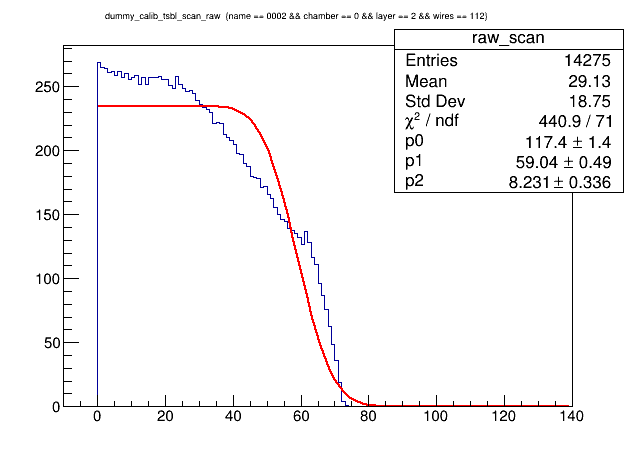 dummy_calib_tsbl_scan_raw (name == 0002 && chamber == 0 && layer == 2 && wires == 112)
raw_scan
Entries 14275
Mean 29.13
Std Dev 18.75
χ² / ndf 440.9 / 71
p0 117.4 ± 1.4
p1 59.04 ± 0.49
p2 8.231 ± 0.336
250
200
150
100
50
0
0 20 40 60 80 100 120 140